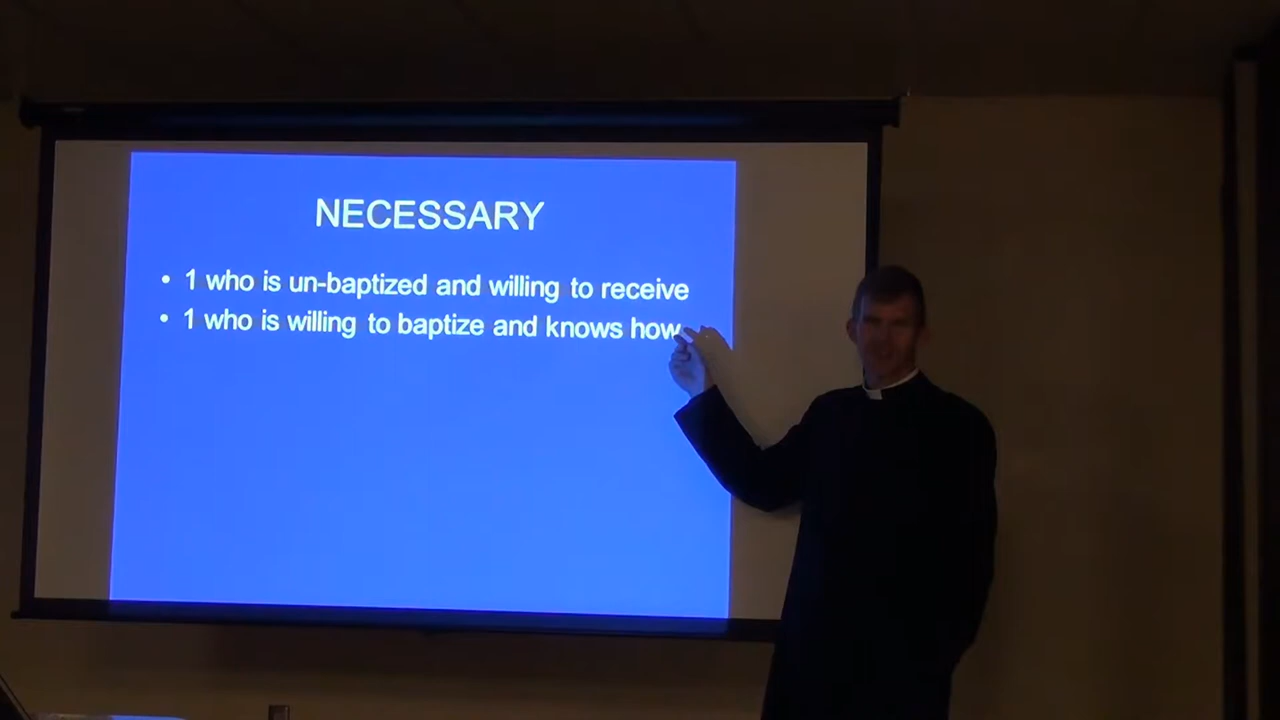 NECESSARY
• 1 who is un-baptized and willing to receive
• 1 who is willing to baptize and knows how